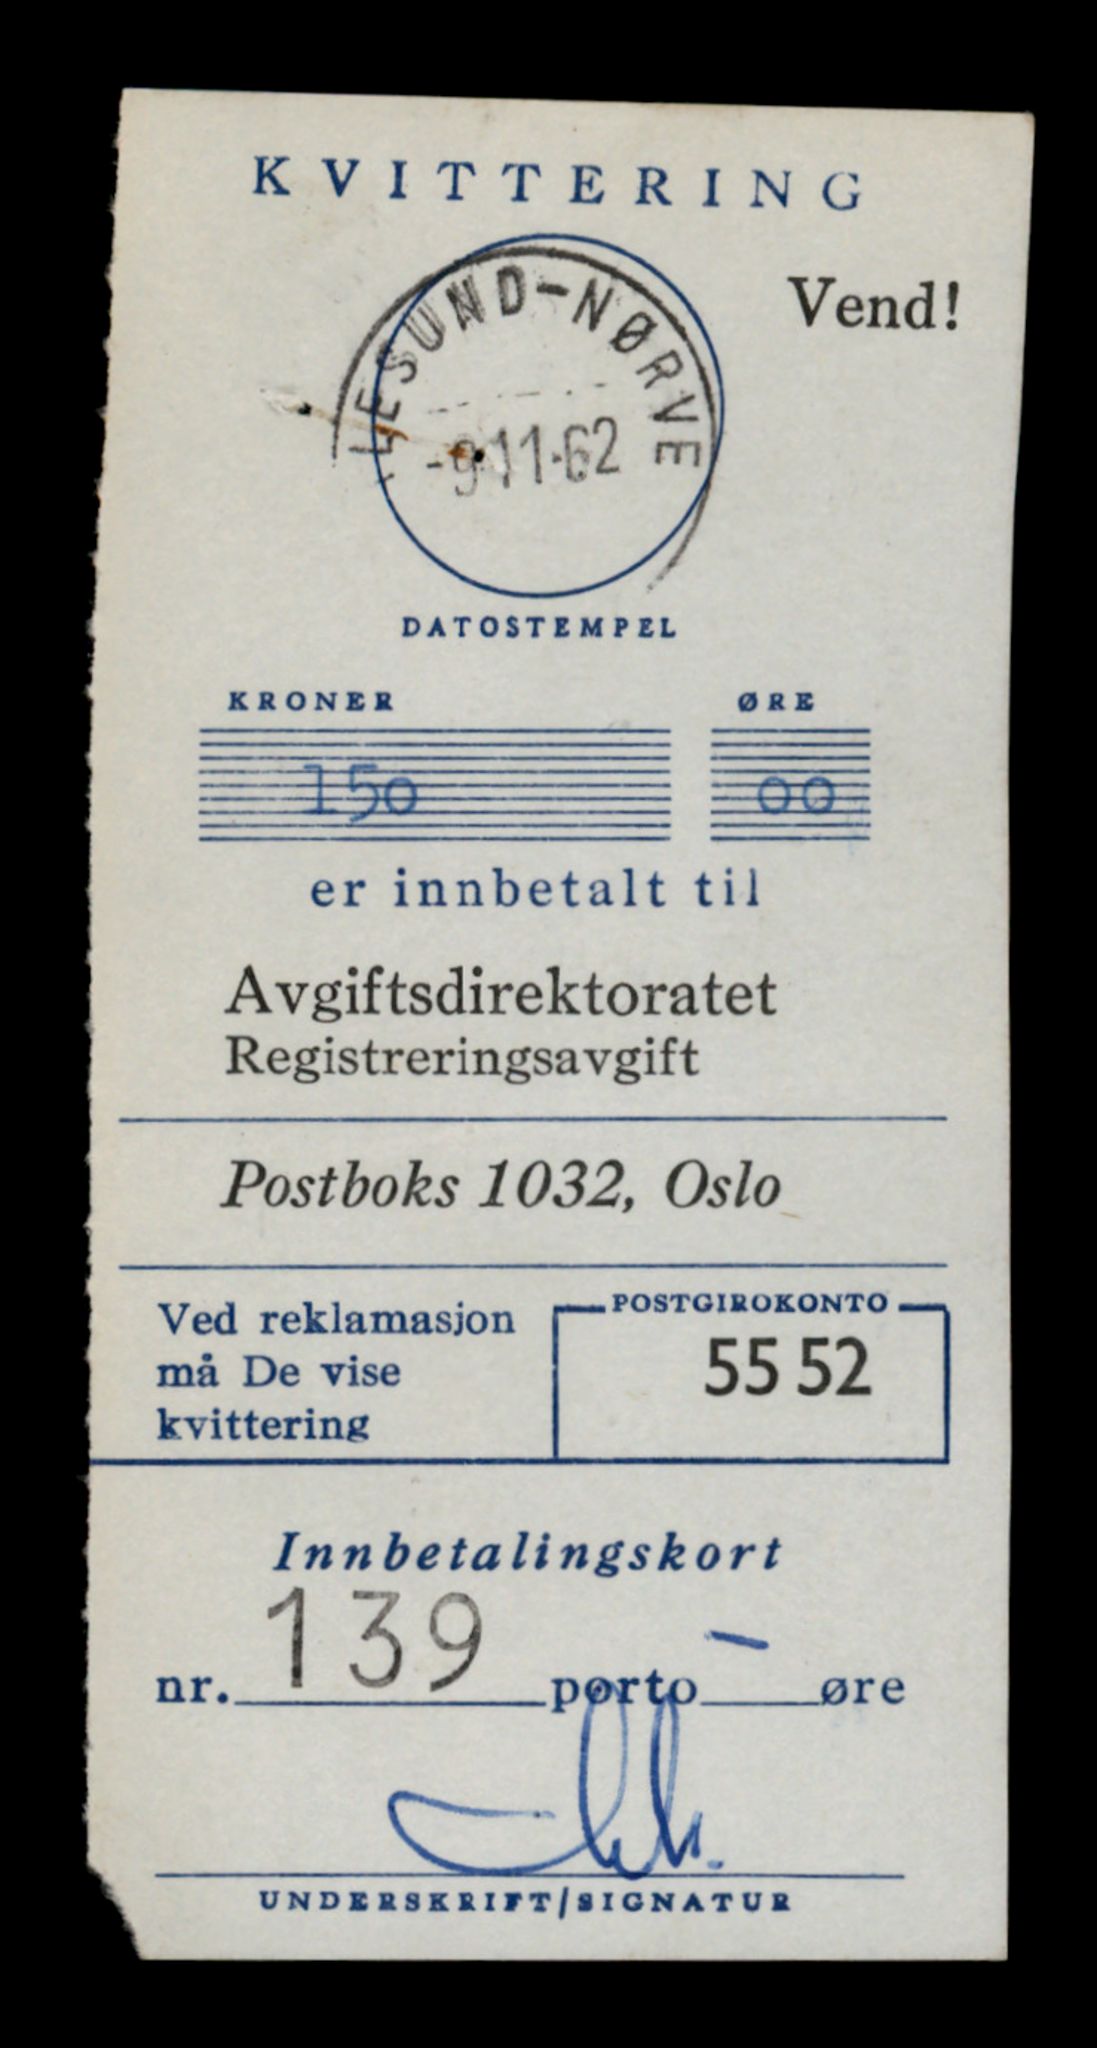 KVITTERING
Vend!
LESUND-NØRVE
-9.11.62
DATOSTEMPEL
KRONER ØRE
150 00
er innbetalt til
Avgiftsdirektoratet
Registreringsavgift
Postboks 1032, Oslo
Ved reklamasjon
må De vise
kvittering
POSTGIROKONTO
55 52
Innbetalingskort
nr. 139 porto - øre
UNDERSKRIFT/SIGNATUR